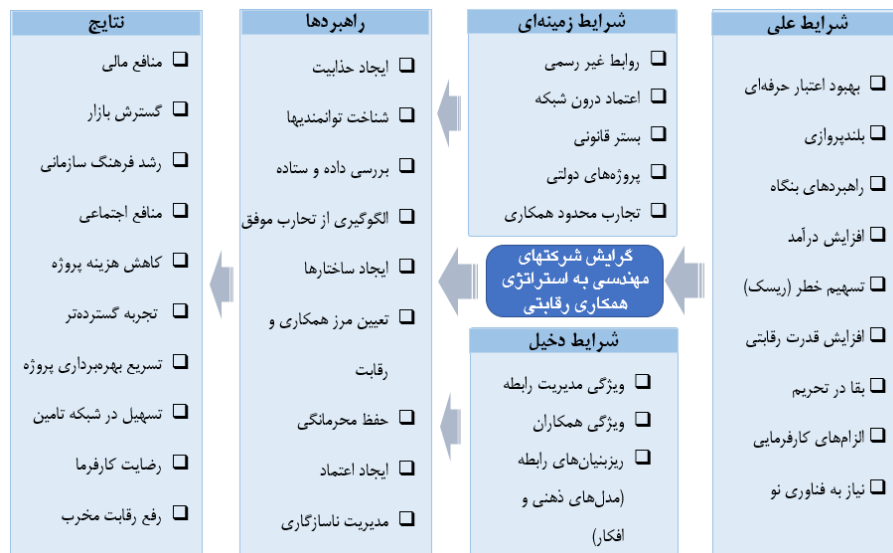 شرایط علی
بهبود اعتبار حرفه‌ای
بلندپروازی
راهبردهای بنگاه
افزایش درآمد
تسهیم خطر (ریسک)
افزایش قدرت رقابتی
بقا در تحریم
الزام‌های کارفرمایی
نیاز به فناوری نو
شرایط زمینه‌ای
روابط غیر رسمی
اعتماد درون شبکه
بستر قانونی
پروژه‌های دولتی
تجارب محدود همکاری
گرایش شرکتهای
مهندسی به استراتژی
همکاری رقابتی
شرایط دخیل
ویژگی مدیریت رابطه
ویژگی همکاران
ریزبنیان‌های رابطه
(مدل‌های ذهنی و
افکار)
راهبردها
ایجاد حذابیت
شناخت توانمندیها
بررسی داده و ستاده
الگوگیری از تحارب موفق
ایجاد ساختارها
تعیین مرز همکاری و
رقابت
حفظ محرمانگی
ایجاد اعتماد
مدیریت ناسازگاری
نتایج
منافع مالی
گسترش بازار
رشد فرهنگ سازمانی
منافع اجتماعی
کاهش هزینه پروژه
تجربه گسترده‌تر
تسریع بهره‌برداری پروژه
تسهیل در شبکه تامین
رضایت کارفرما
رفع رقابت مخرب